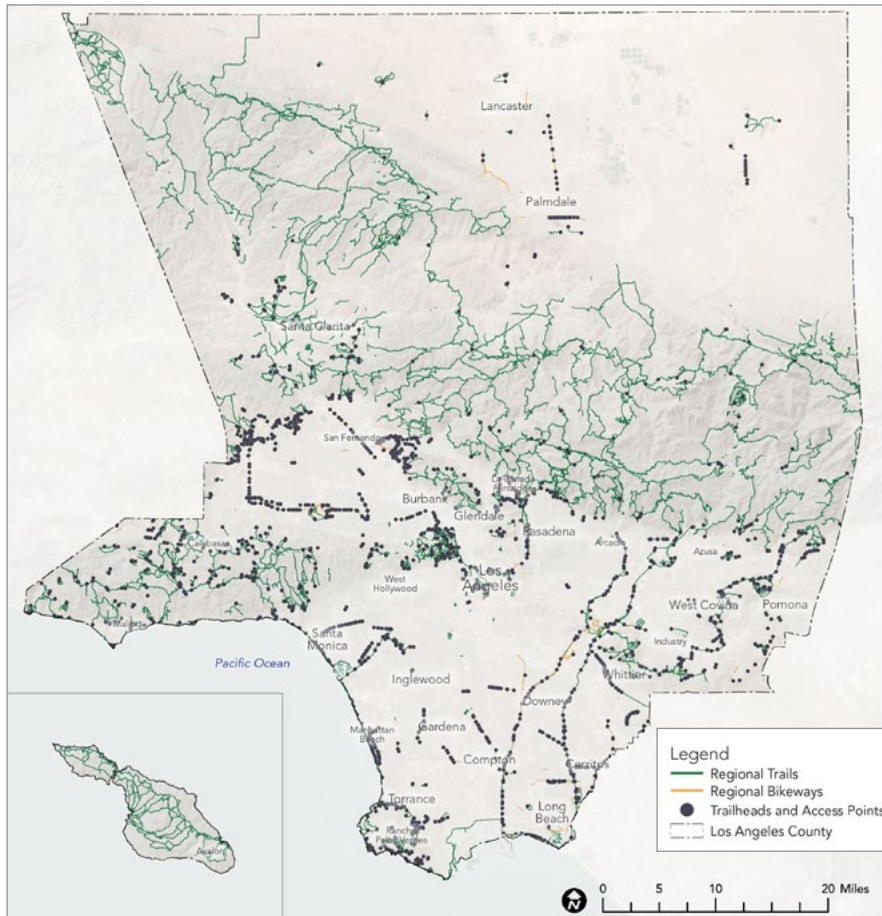 Lancaster
Palmdale
Santa Clarita
San Fernando
La Cañada
Flintridge
Burbank
Glendale
Pasadena
Arcadia
Azusa
Calabasas
Los
Angeles
West
Hollywood
West Covina
Pomona
Malibu
Santa
Monica
Industry
Pacific Ocean
Inglewood
Whittier
Downey
Manhattan
Beach
Gardena
Compton
Cerritos
Torrance
Long
Beach
Rancho
Palos Verdes
Avalon
Legend
Regional Trails
Regional Bikeways
Trailheads and Access Points
Los Angeles County
N
0 5 10 20 Miles